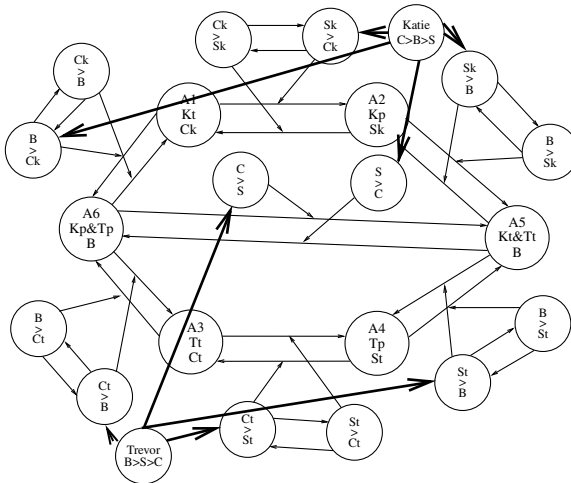 Ck
>
Sk
Sk
>
Ck
Katie
C>B>S
Ck
>
B
Sk
>
B
A1
Kt
Ck
A2
Kp
Sk
B
>
Ck
B
>
Sk
C
>
S
S
>
C
A6
Kp&Tp
B
A5
Kt&Tt
B
B
>
Ct
A3
Tt
Ct
A4
Tp
St
B
>
St
Ct
>
B
St
>
B
Ct
>
St
St
>
Ct
Trevor
B>S>C